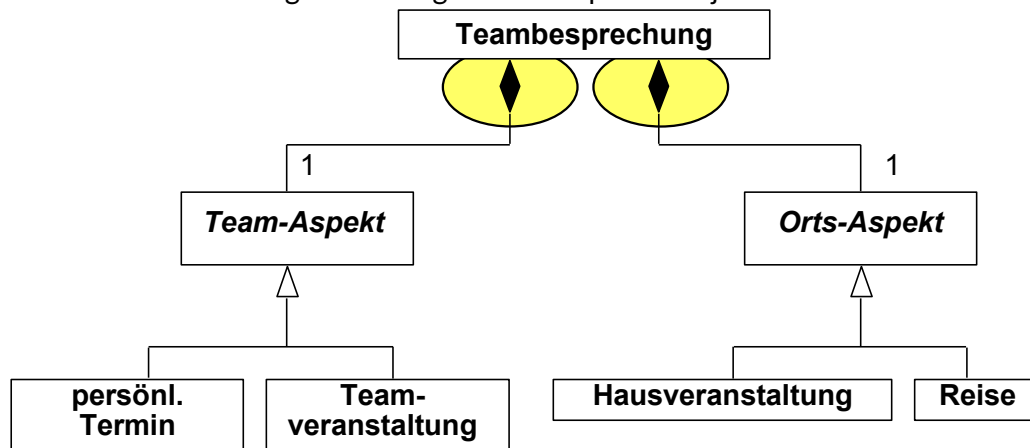 Teambesprechung
1
1
Team-Aspekt
Orts-Aspekt
persönl.
Termin
Team-
veranstaltung
Hausveranstaltung
Reise